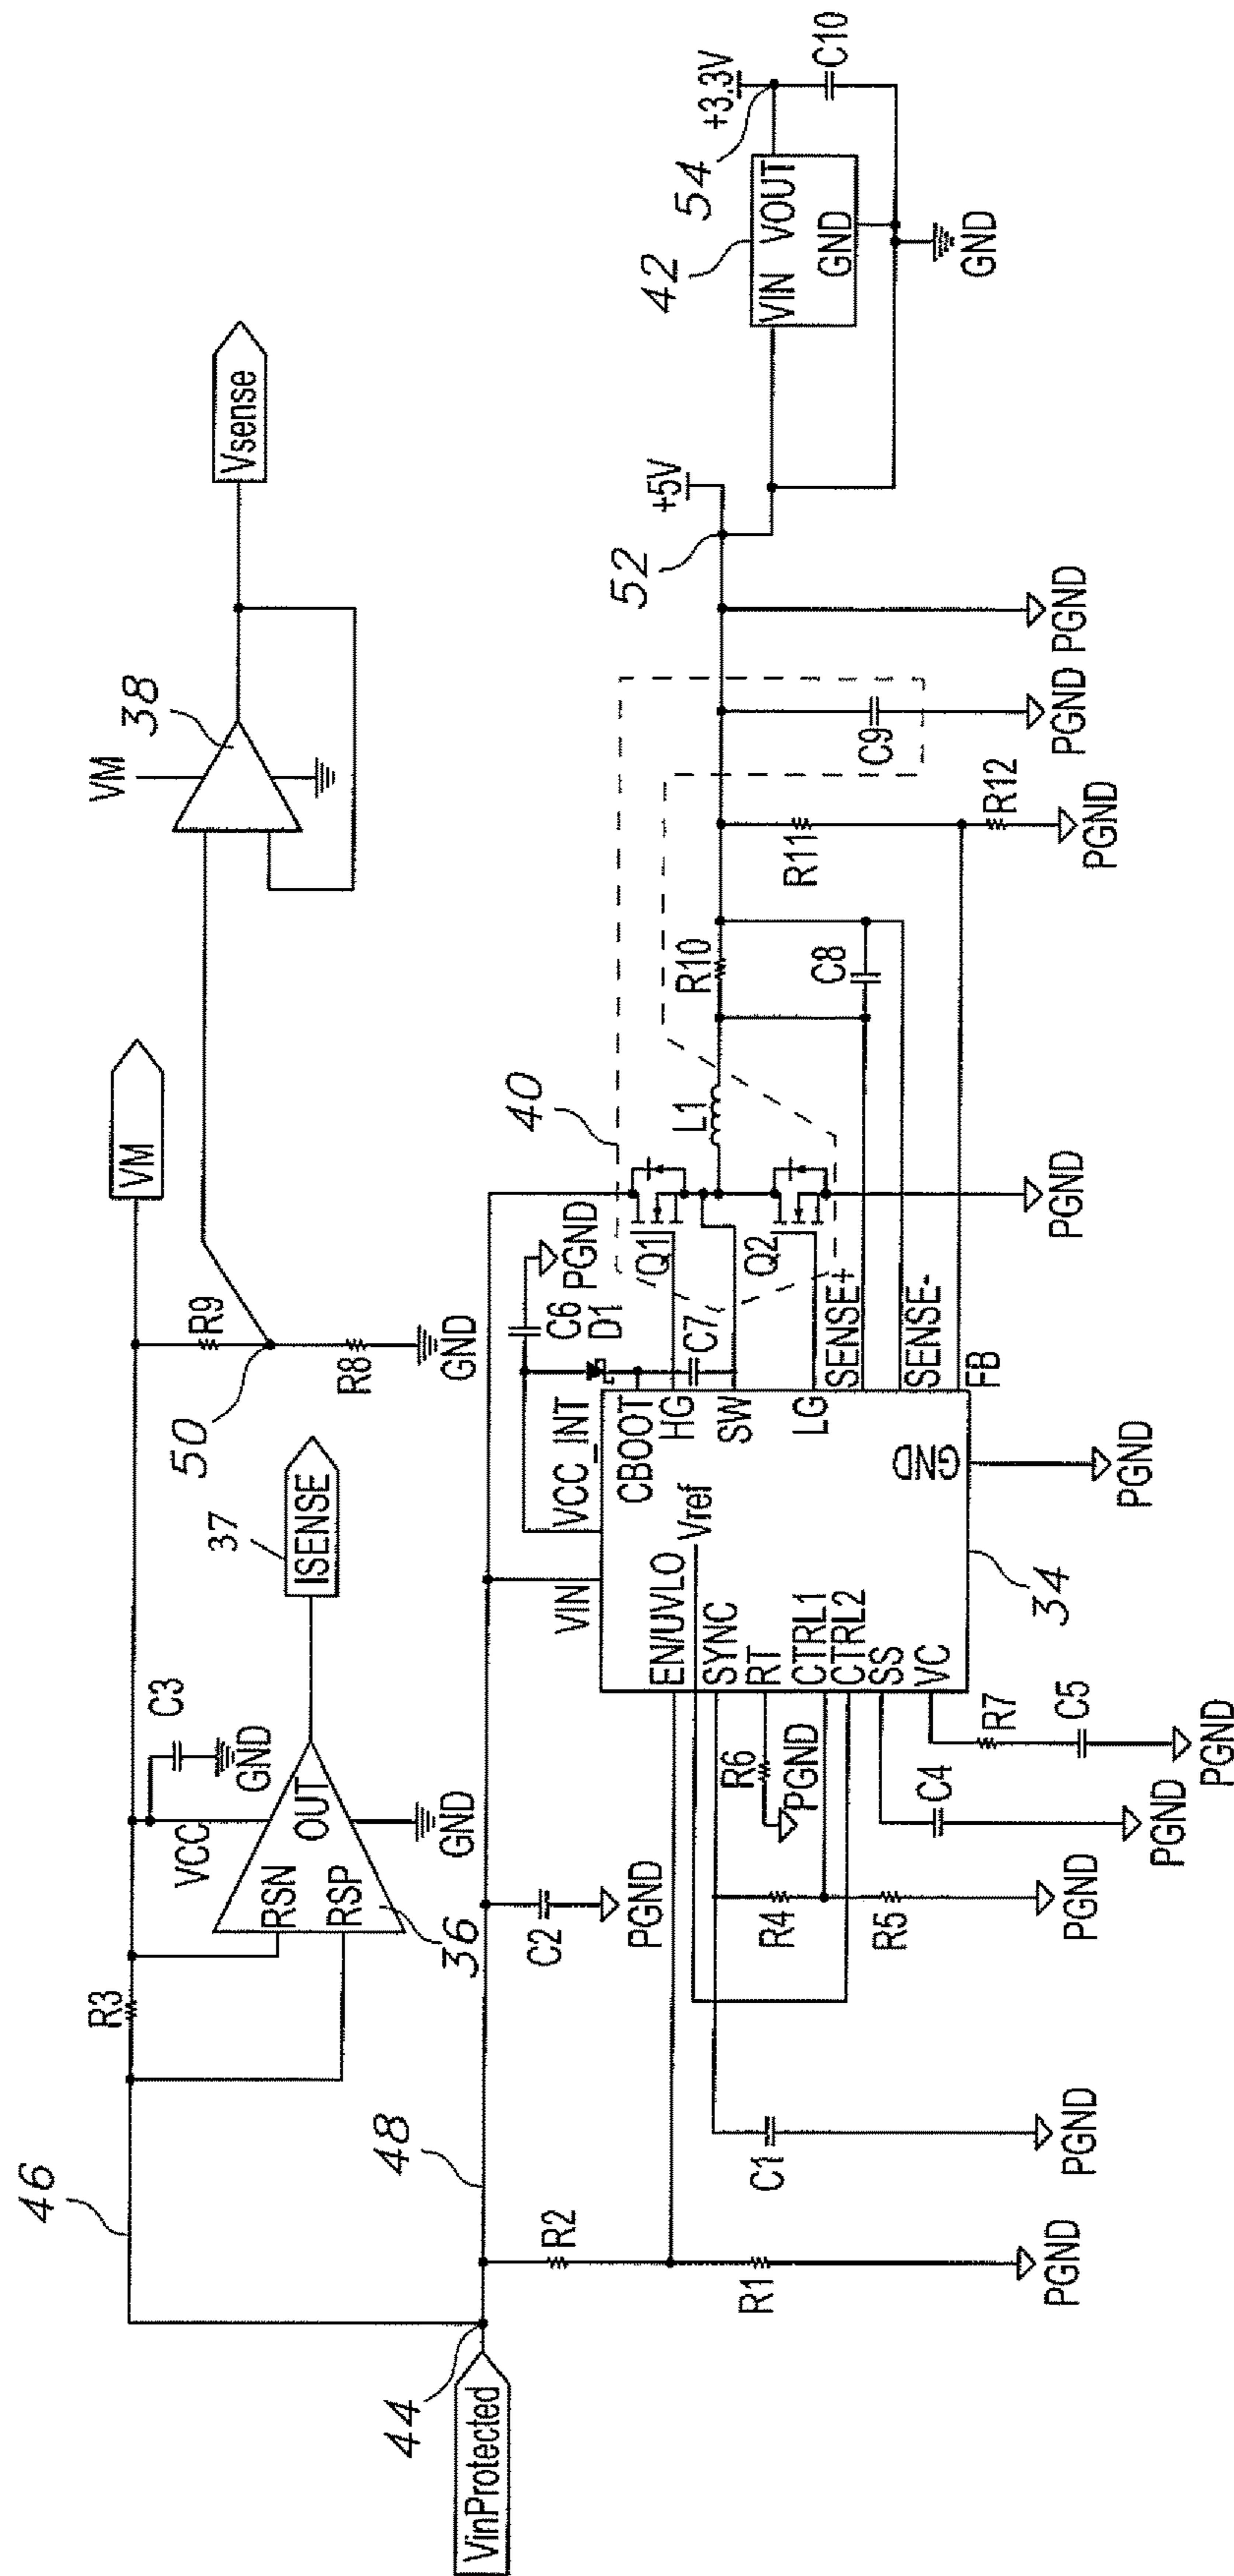 46
R3
VCC
C3
GND
RSN
RSP
OUT
36
GND
37
ISENSE
VM
R9
50
R8
GND
VM
38
Vsense
VinProtected
44
48
R2
R1
PGND
C2
PGND
C1
PGND
R4
R5
PGND
R6
PGND
C4
PGND
R7
C5
PGND
VIN
VCC_INT
EN/UVLO
SYNC
RT
CTRL1
CTRL2
SS
VC
Vref
CBOOT
HG
SW
LG
SENSE+
SENSE-
FB
GND
34
PGND
C6
PGND
D1
C7
40
Q1
Q2
PGND
L1
R10
C8
R11
R12
PGND
C9
PGND
PGND
52
+5V
42
VIN
VOUT
GND
54
+3.3V
C10
GND